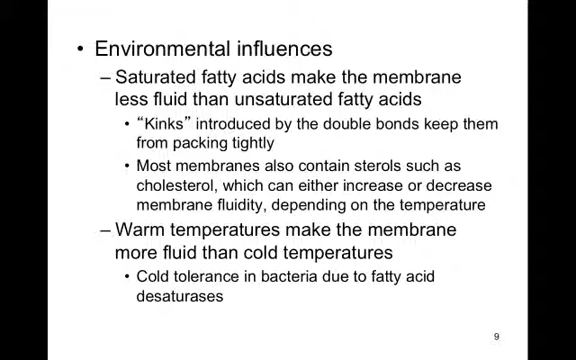 • Environmental influences
– Saturated fatty acids make the membrane
less fluid than unsaturated fatty acids
• “Kinks” introduced by the double bonds keep them
from packing tightly
• Most membranes also contain sterols such as
cholesterol, which can either increase or decrease
membrane fluidity, depending on the temperature
– Warm temperatures make the membrane
more fluid than cold temperatures
• Cold tolerance in bacteria due to fatty acid
desaturases
9